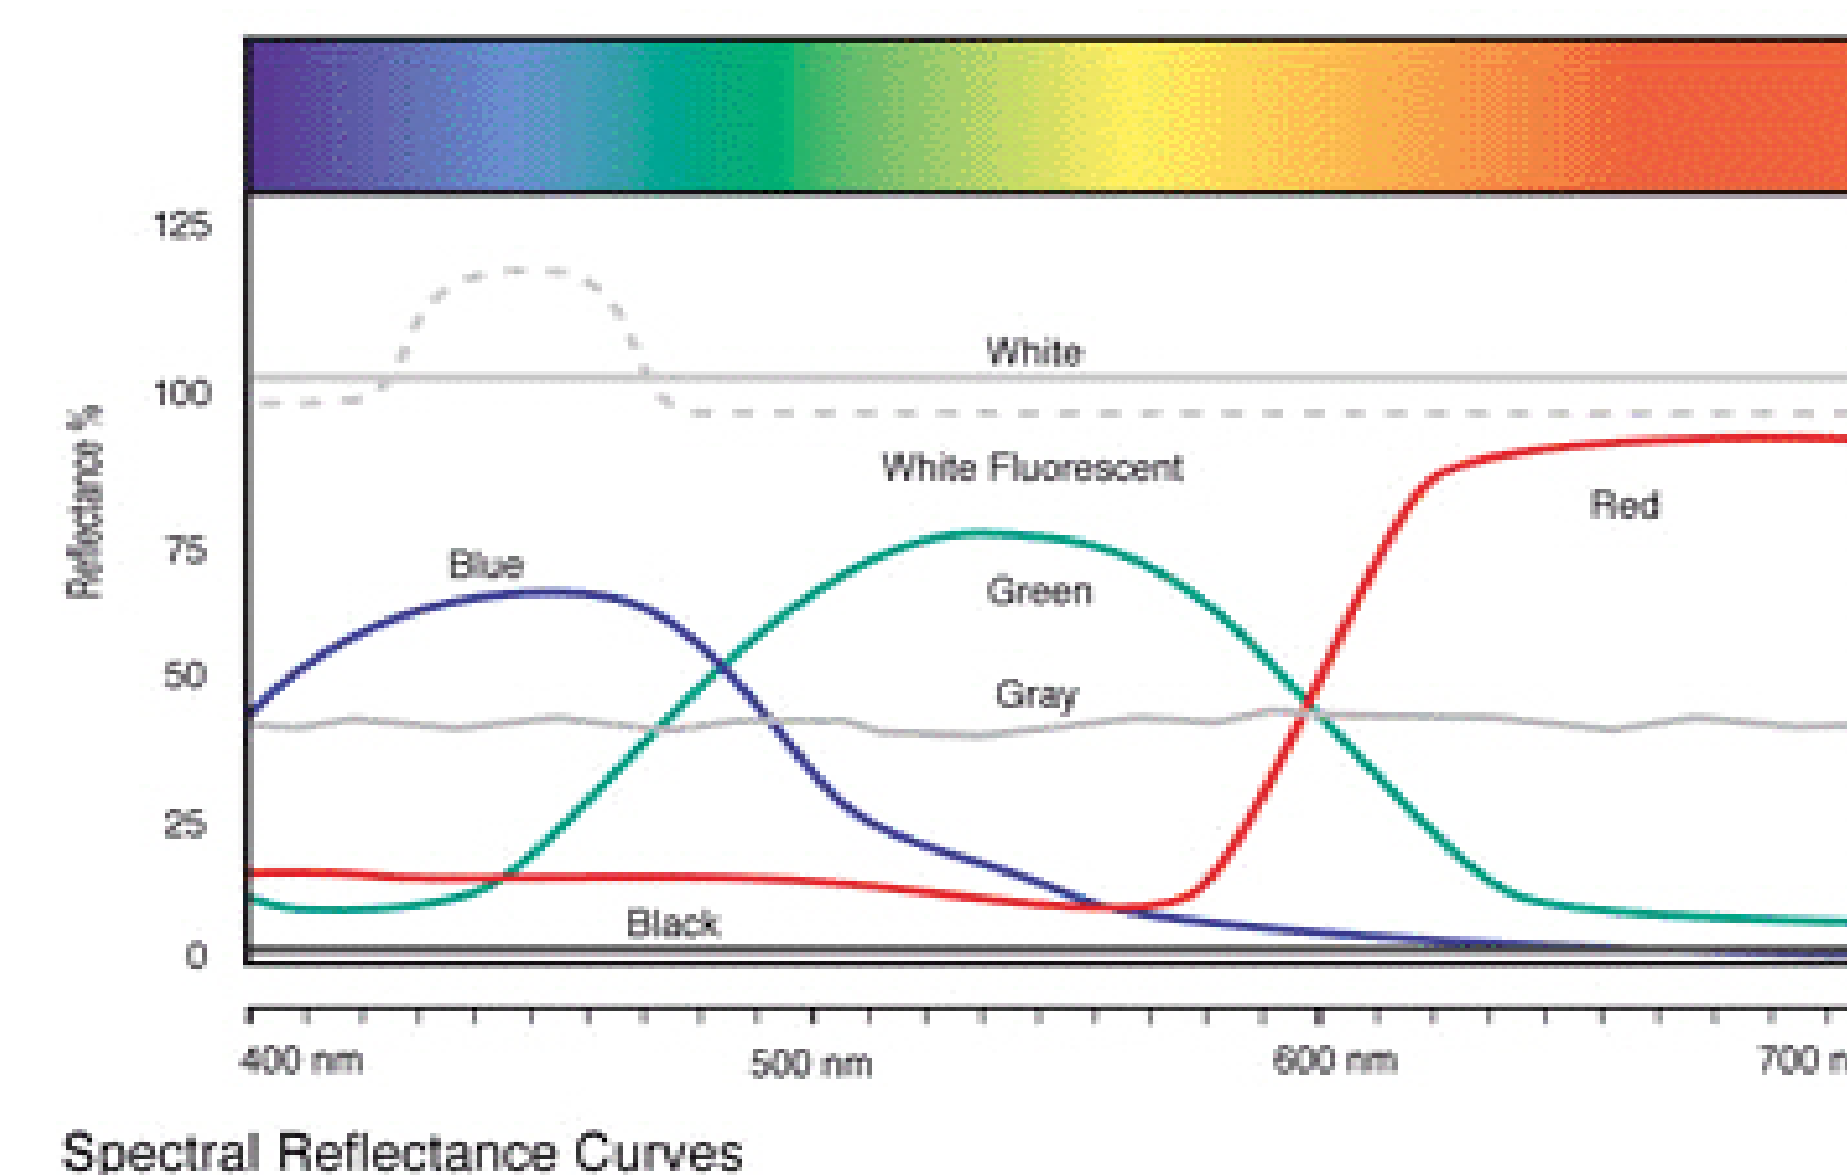 125
White
100
Reflectance %
White Fluorescent
Red
75
Blue
Green
50
Gray
25
Black
0
400 nm
500 nm
600 nm
700 n
Spectral Reflectance Curves